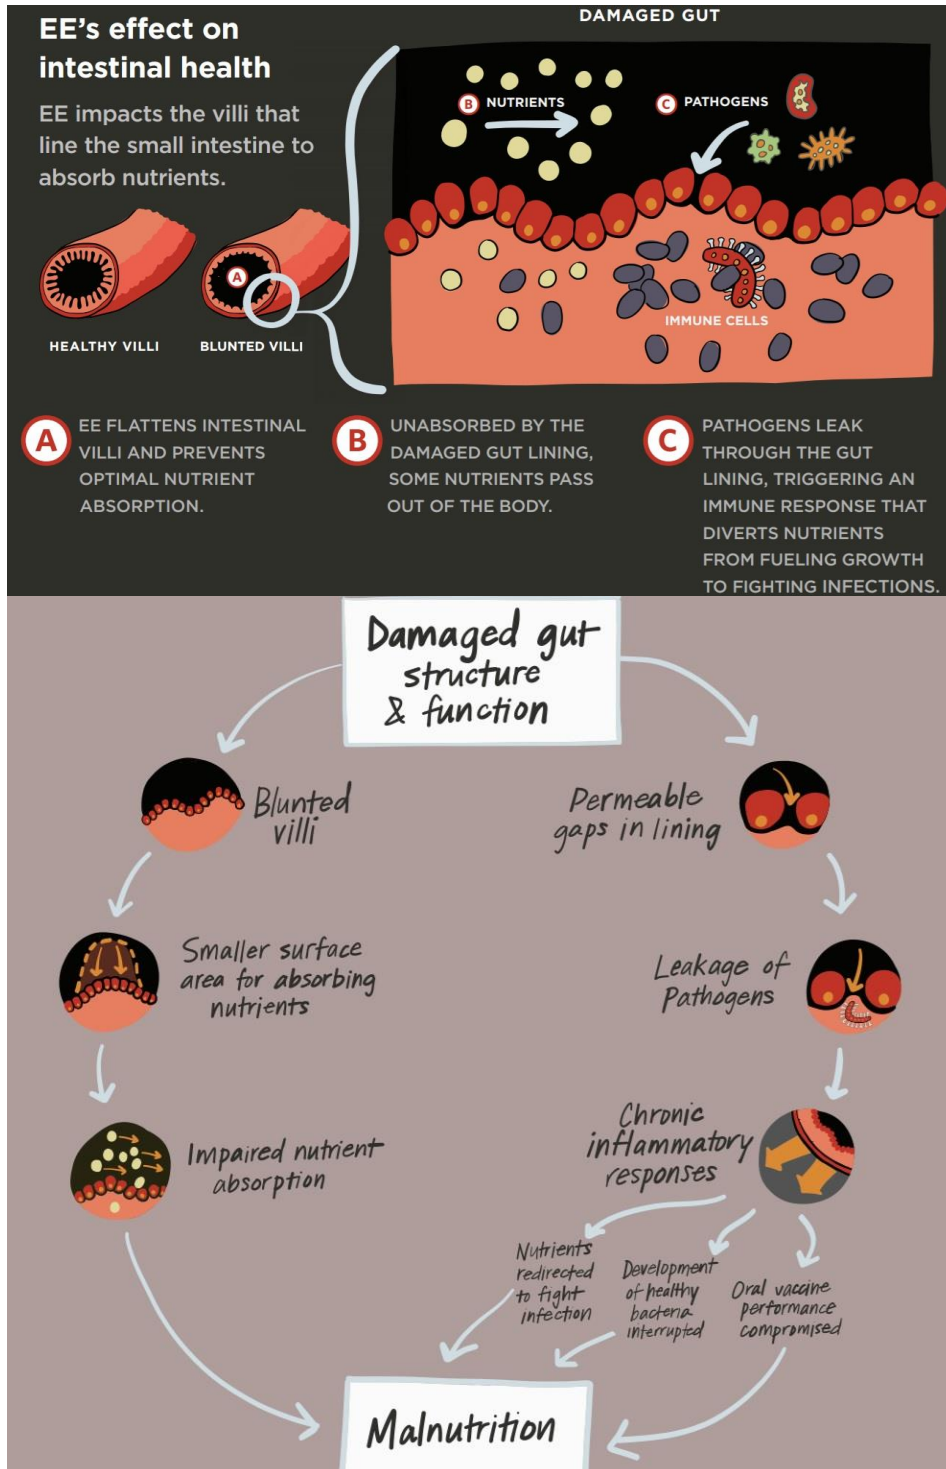 EE's effect on
intestinal health
EE impacts the villi that
line the small intestine to
absorb nutrients.
A
HEALTHY VILLI
BLUNTED VILLI
DAMAGED GUT
B NUTRIENTS
C PATHOGENS
IMMUNE CELLS
A
EE FLATTENS INTESTINAL
VILLI AND PREVENTS
OPTIMAL NUTRIENT
ABSORPTION.
B
UNABSORBED BY THE
DAMAGED GUT LINING,
SOME NUTRIENTS PASS
OUT OF THE BODY.
C
PATHOGENS LEAK
THROUGH THE GUT
LINING, TRIGGERING AN
IMMUNE RESPONSE THAT
DIVERTS NUTRIENTS
FROM FUELING GROWTH
TO FIGHTING INFECTIONS.
Damaged gut
structure
& function
Blunted
villi
Smaller surface
area for absorbing
nutrients
Impaired nutrient
absorption
Permeable
gaps in lining
Leakage of
Pathogens
Chronic
inflammatory
responses
Nutrients
redirected
to fight
infection
Development
of healthy
bacteria
interrupted
Oral vaccine
performance
compromised
Malnutrition